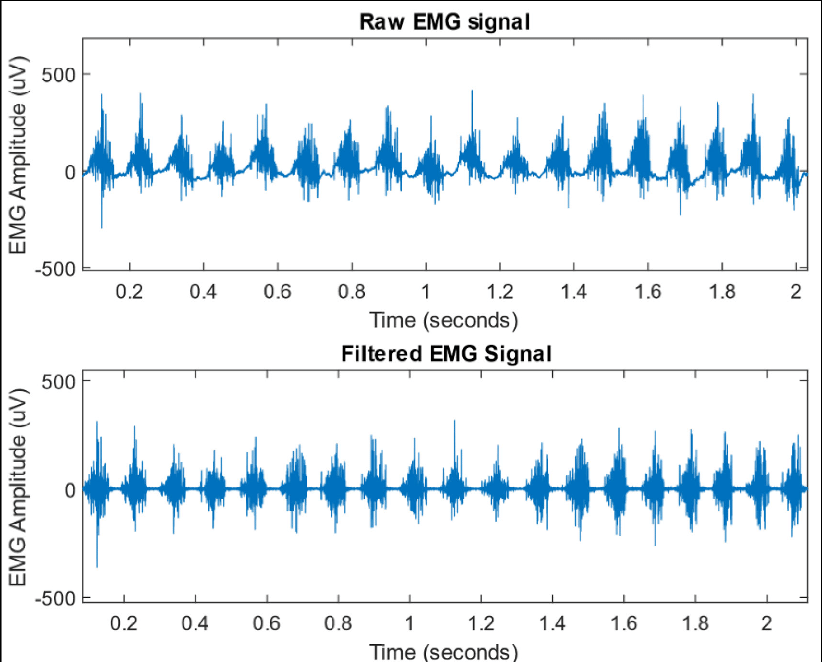 Raw EMG signal
EMG Amplitude (uV)
500
0
-500
0.2 0.4 0.6 0.8 1 1.2 1.4 1.6 1.8 2
Time (seconds)
Filtered EMG Signal
EMG Amplitude (uV)
500
0
-500
0.2 0.4 0.6 0.8 1 1.2 1.4 1.6 1.8 2
Time (seconds)